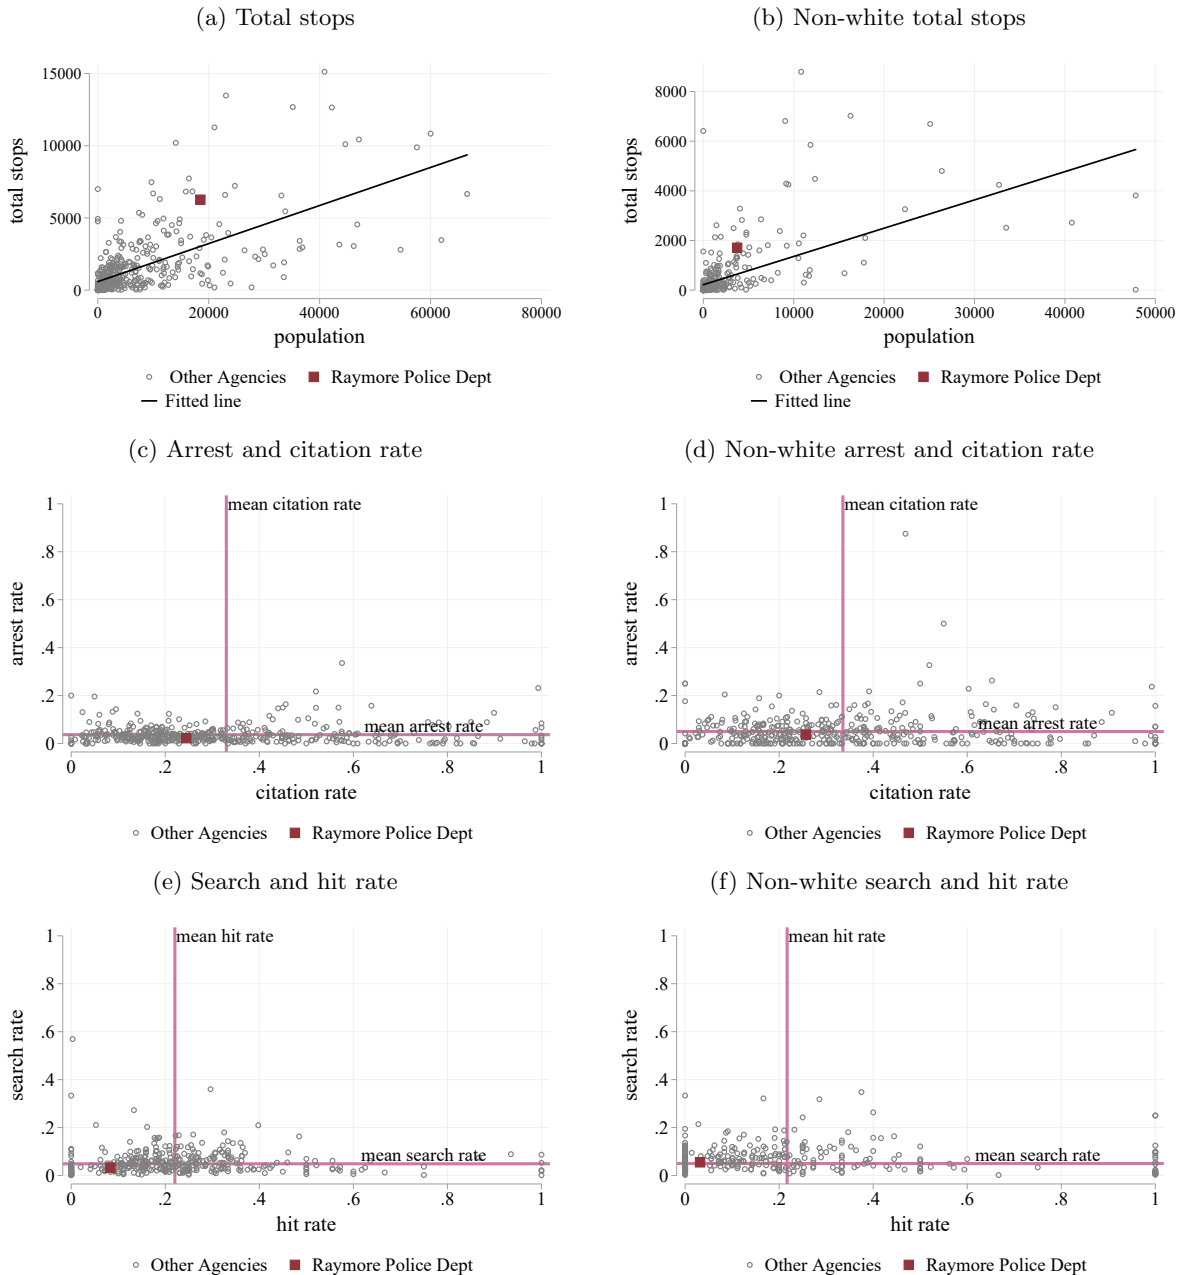 (a) Total stops
(b) Non-white total stops
total stops
15000
10000
5000
0
0
20000
40000
60000
80000
population
Other Agencies
Raymore Police Dept
Fitted line
total stops
8000
6000
4000
2000
0
0
10000
20000
30000
40000
50000
population
Other Agencies
Raymore Police Dept
Fitted line
(c) Arrest and citation rate
(d) Non-white arrest and citation rate
arrest rate
1
.8
.6
.4
.2
0
mean citation rate
mean arrest rate
0
.2
.4
.6
.8
1
citation rate
Other Agencies
Raymore Police Dept
arrest rate
1
.8
.6
.4
.2
0
mean citation rate
mean arrest rate
0
.2
.4
.6
.8
1
citation rate
Other Agencies
Raymore Police Dept
(e) Search and hit rate
(f) Non-white search and hit rate
search rate
1
.8
.6
.4
.2
0
mean hit rate
mean search rate
0
.2
.4
.6
.8
1
hit rate
Other Agencies
Raymore Police Dept
search rate
1
.8
.6
.4
.2
0
mean hit rate
mean search rate
0
.2
.4
.6
.8
1
hit rate
Other Agencies
Raymore Police Dept